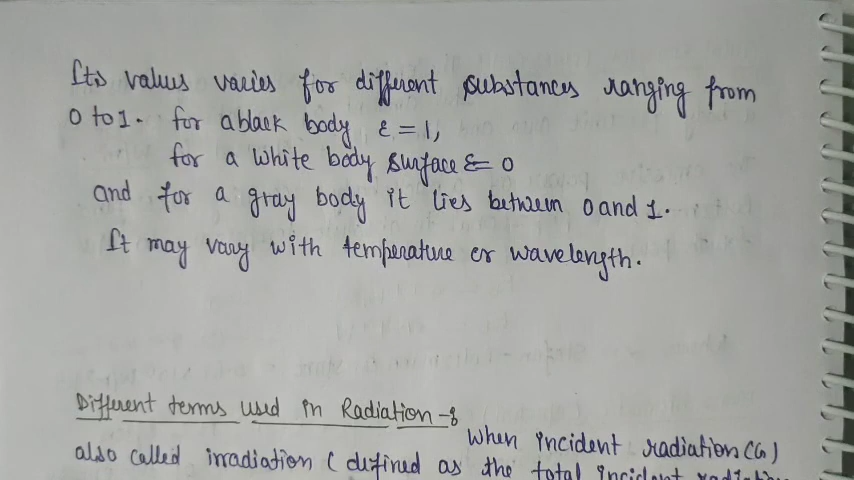 Its values varies for different substances ranging from
0 to 1. for a black body ε = 1,
for a white body surface ε = 0
and for a gray body it lies between 0 and 1.
It may vary with temperature or wavelength.
Different terms used in Radiation -:
When incident radiation (G)
also called irradiation (defined as the total incident radiation